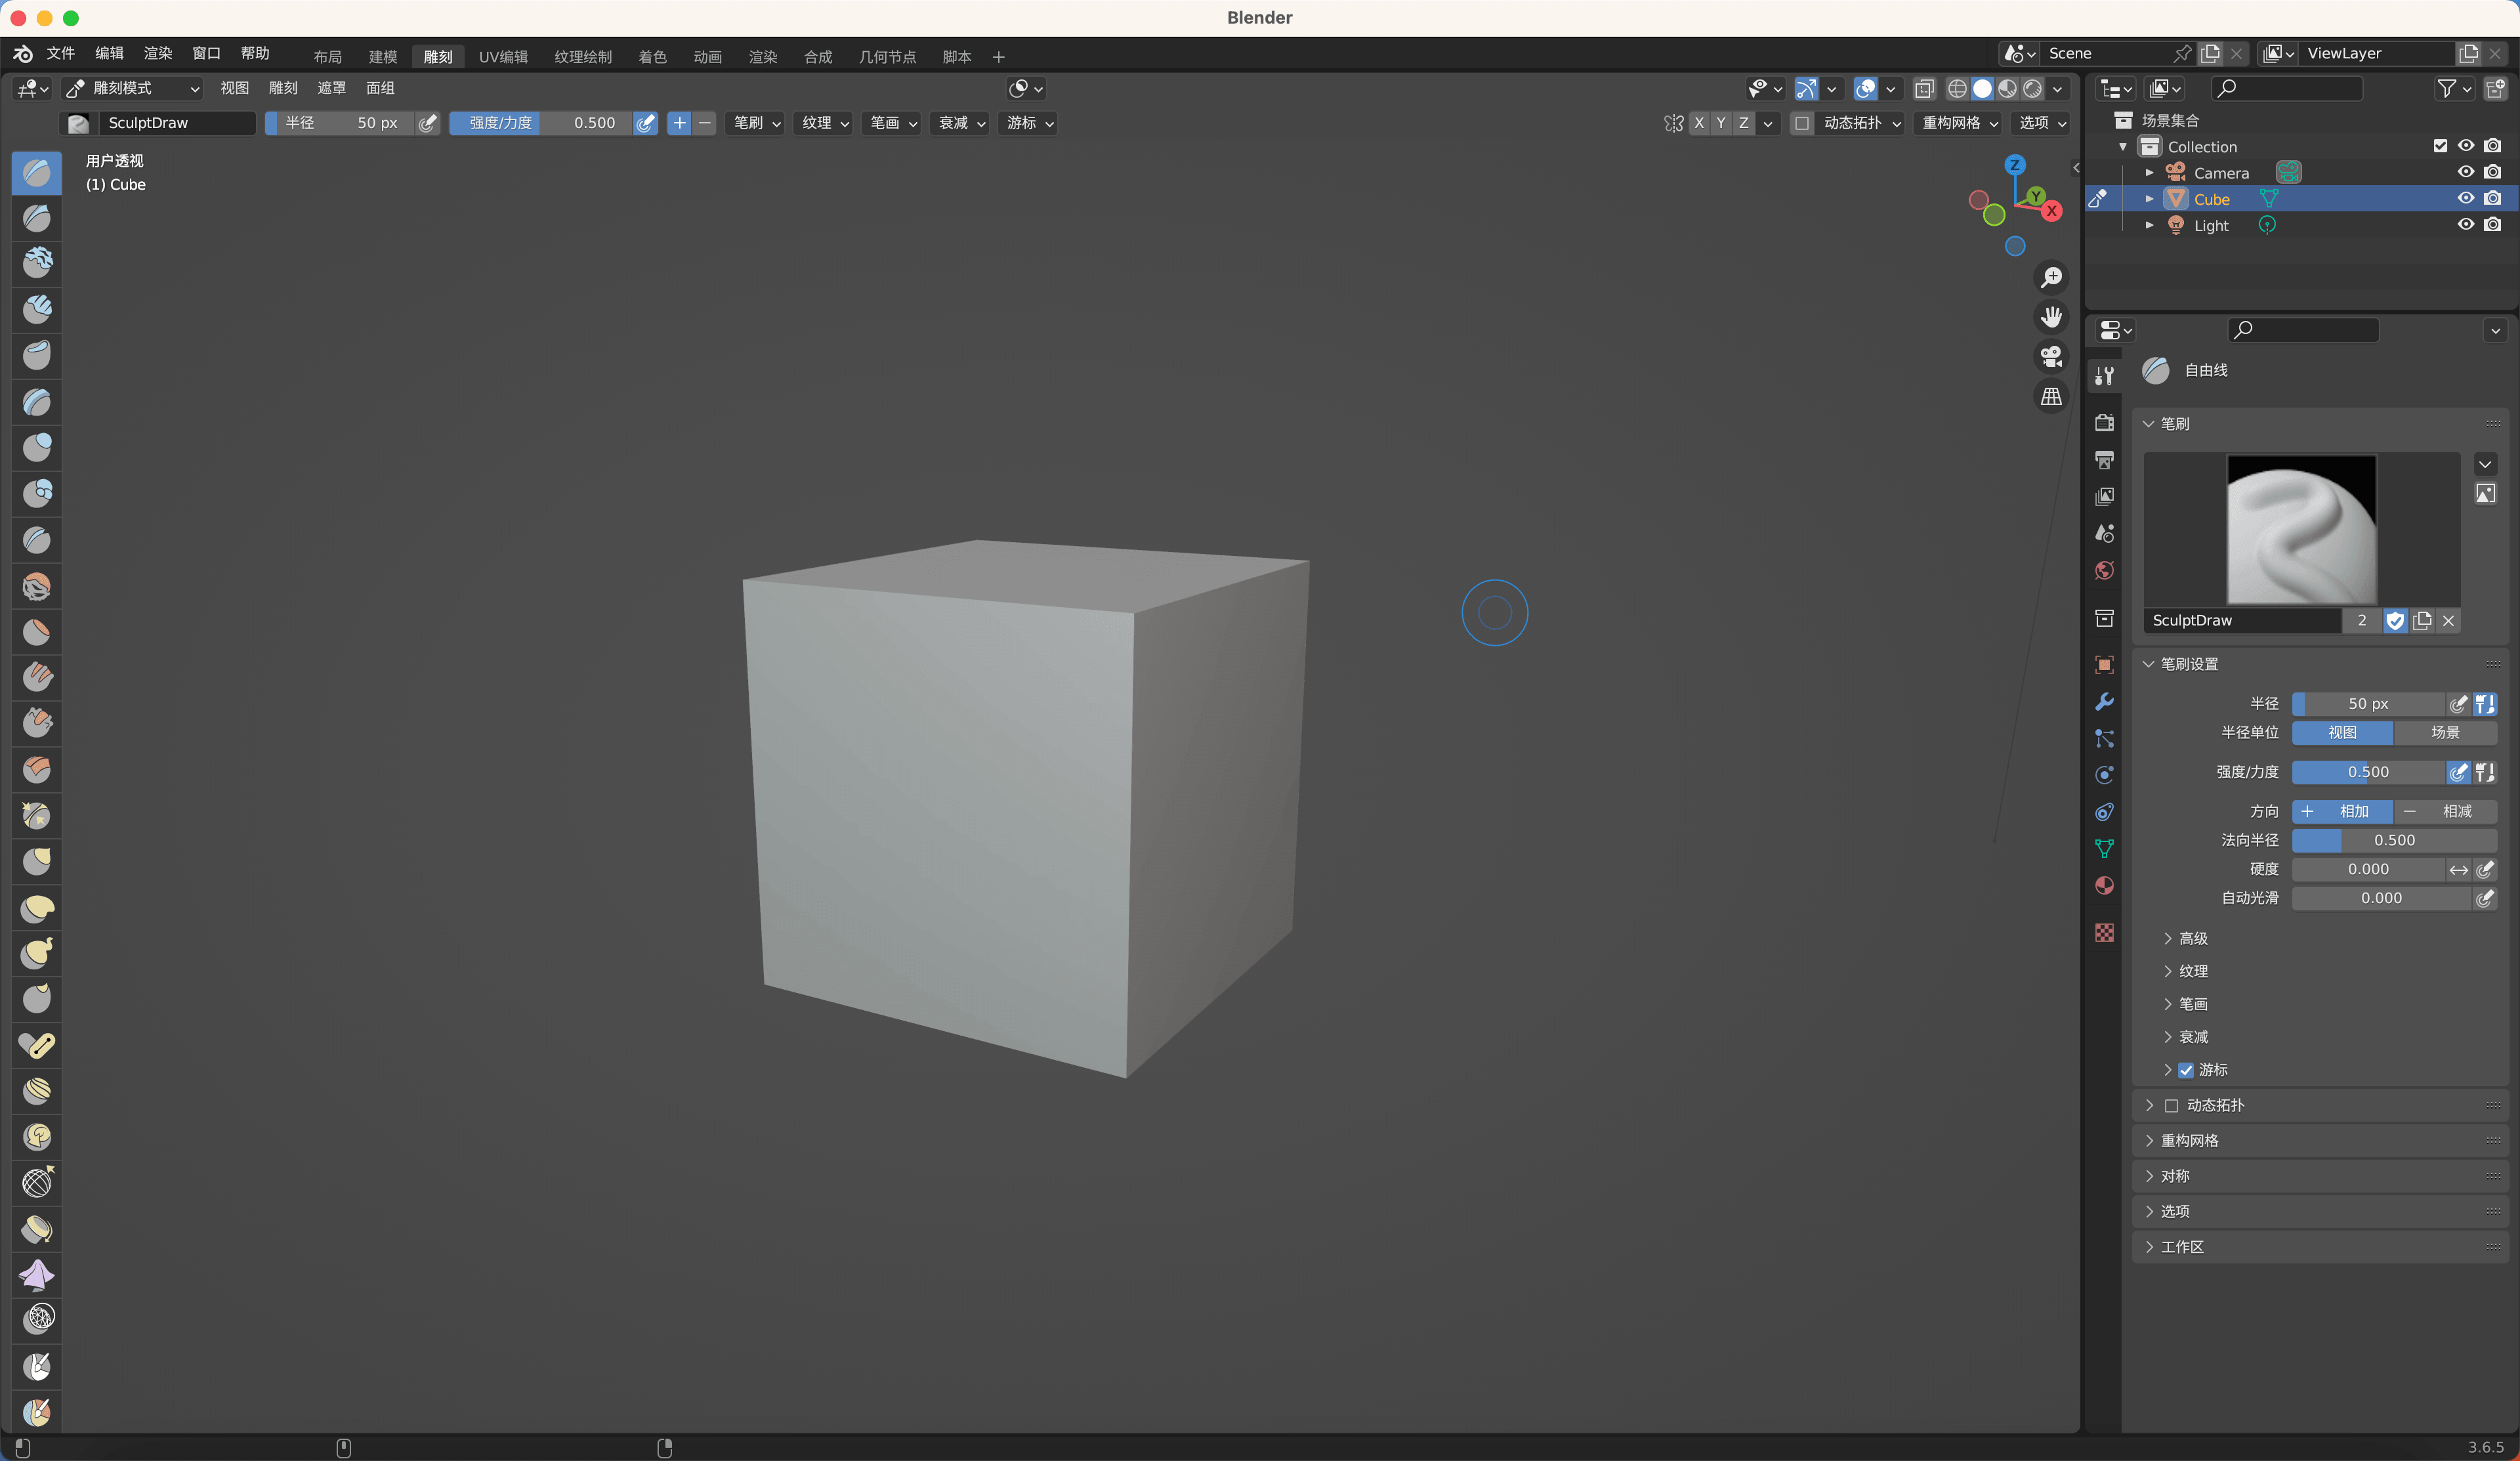 Blender
文件 编辑 渲染 窗口 帮助 布局 建模 雕刻 UV编辑 纹理绘制 着色 动画 渲染 合成 几何节点 脚本 + Scene ViewLayer
雕刻模式 视图 雕刻 遮罩 面组
SculptDraw 半径 50 px 强度/力度 0.500 + − 笔刷 纹理 笔画 衰减 游标 X Y Z 动态拓扑 重构网格 选项
用户透视
(1) Cube
Z
Y
X
场景集合
Collection
Camera
Cube
Light
自由线
笔刷
SculptDraw 2
笔刷设置
半径 50 px
半径单位 视图 场景
强度/力度 0.500
方向 + 相加 − 相减
法向半径 0.500
硬度 0.000
自动光滑 0.000
高级
纹理
笔画
衰减
游标
动态拓扑
重构网格
对称
选项
工作区
3.6.5